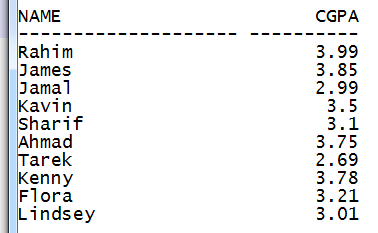 NAME                       CGPA
-------------------- ----------
Rahim                      3.99
James                      3.85
Jamal                      2.99
Kavin                       3.5
Sharif                      3.1
Ahmad                      3.75
Tarek                      2.69
Kenny                      3.78
Flora                      3.21
Lindsey                    3.01